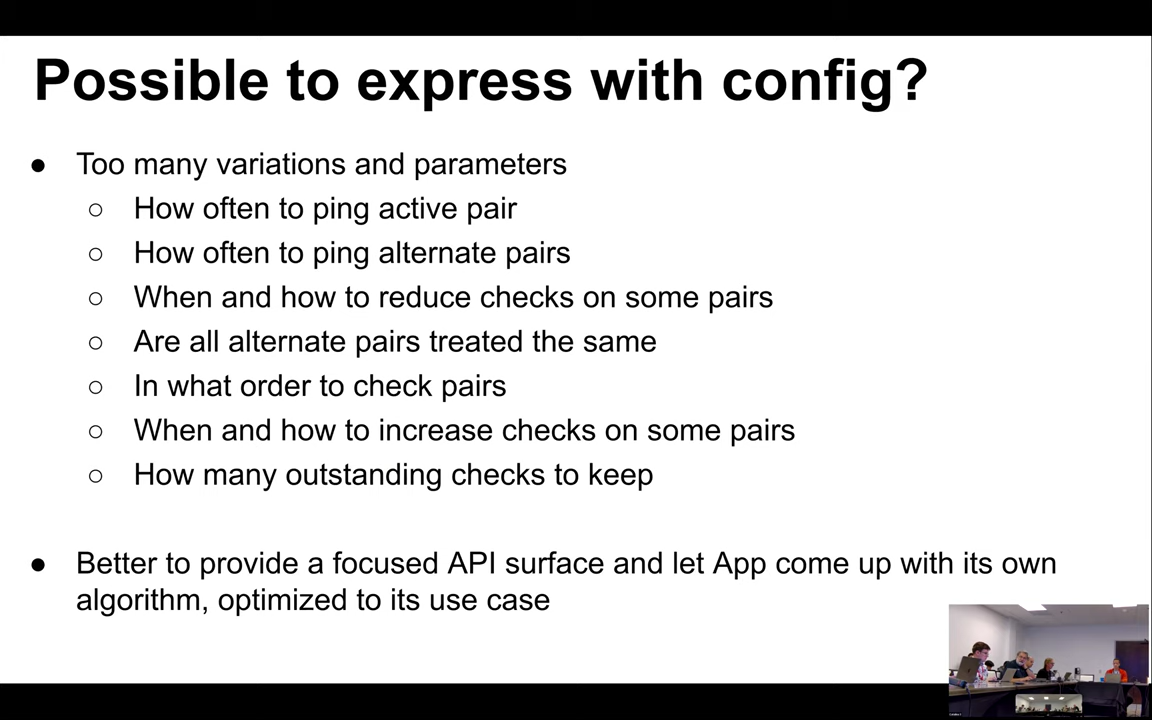 Possible to express with config?
● Too many variations and parameters
○ How often to ping active pair
○ How often to ping alternate pairs
○ When and how to reduce checks on some pairs
○ Are all alternate pairs treated the same
○ In what order to check pairs
○ When and how to increase checks on some pairs
○ How many outstanding checks to keep
● Better to provide a focused API surface and let App come up with its own
algorithm, optimized to its use case